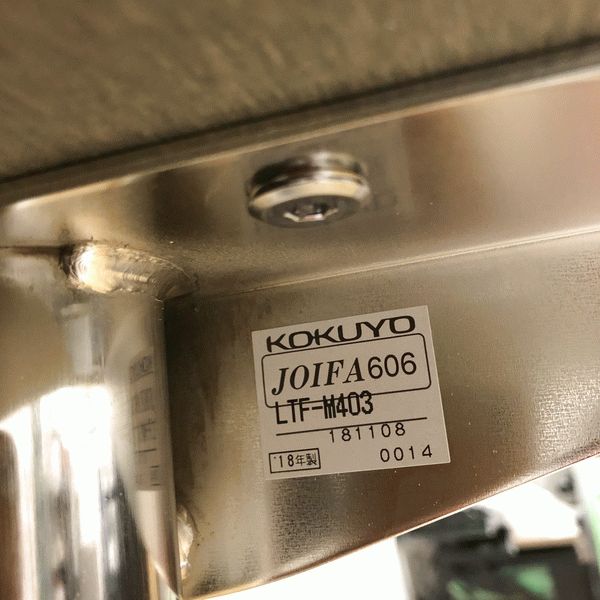 KOKUYO
JOIFA606
LTF-M403
181108
'18年製
0014